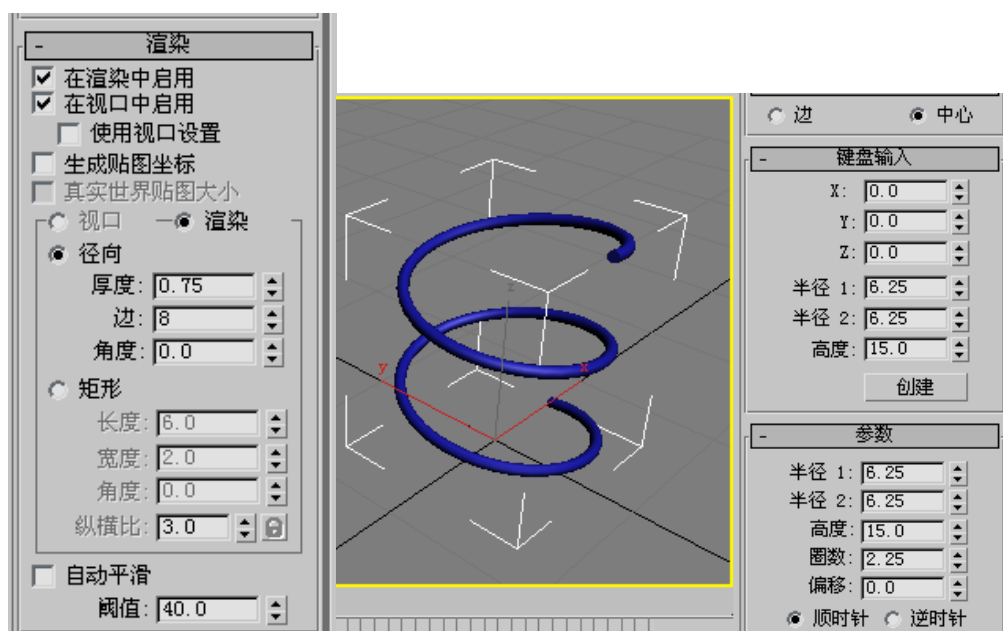 - 渲染
在渲染中启用
在视口中启用
使用视口设置
生成贴图坐标
真实世界贴图大小
视口 渲染
径向
厚度: 0.75
边: 8
角度: 0.0
矩形
长度: 6.0
宽度: 2.0
角度: 0.0
纵横比: 3.0
自动平滑
阈值: 40.0
z
y
x
边 中心
- 键盘输入
X: 0.0
Y: 0.0
Z: 0.0
半径 1: 6.25
半径 2: 6.25
高度: 15.0
创建
- 参数
半径 1: 6.25
半径 2: 6.25
高度: 15.0
圈数: 2.25
偏移: 0.0
顺时针 逆时针